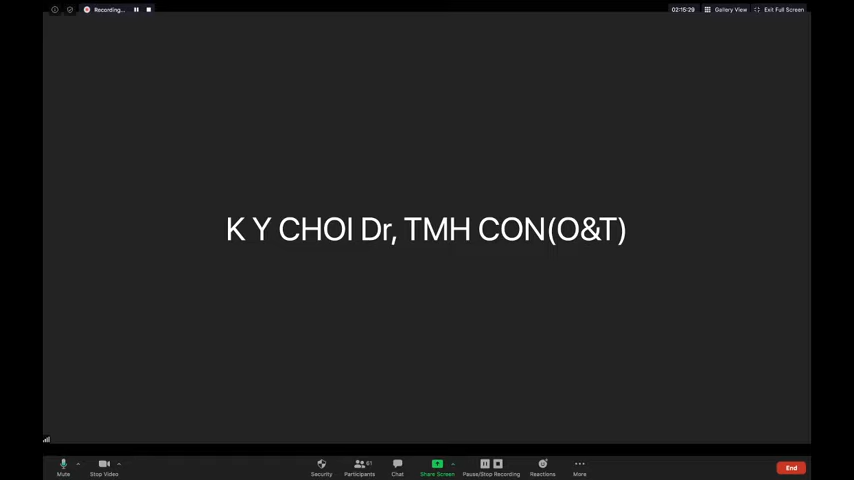 Recording...
02:15:29
Gallery View
Exit Full Screen
K Y CHOI Dr, TMH CON(O&T)
Mute
Stop Video
Security
61
Participants
Chat
Share Screen
Pause/Stop Recording
Reactions
More
End